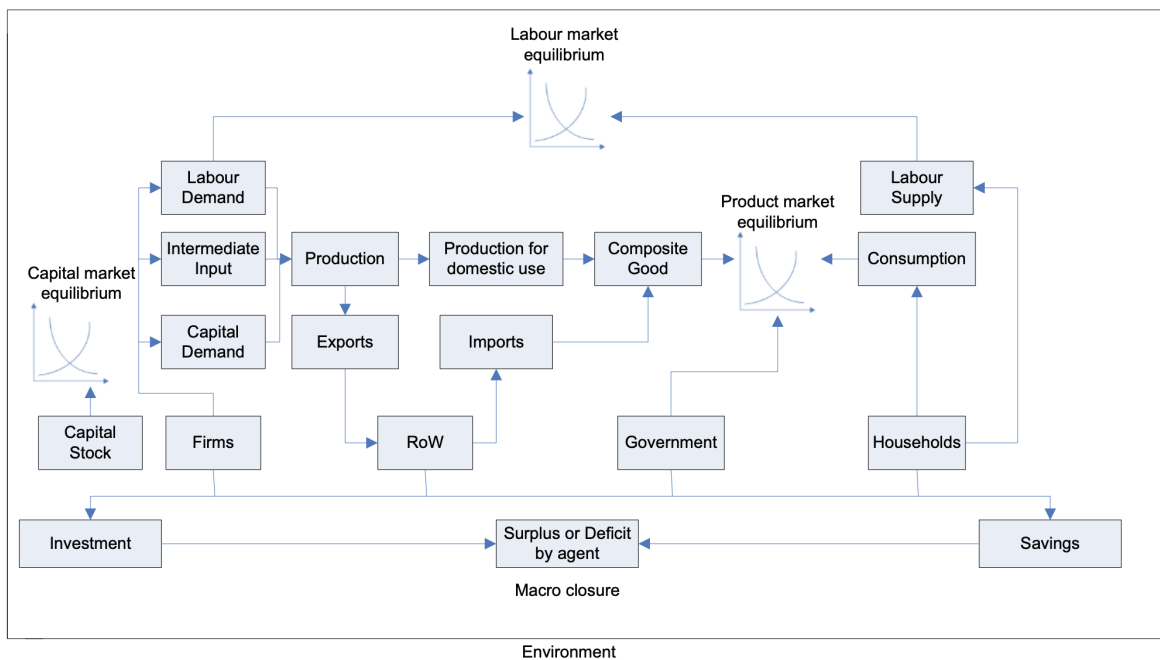 Labour market
equilibrium
Labour
Demand
Labour
Supply
Product market
equilibrium
Intermediate
Input
Production
Production for
domestic use
Composite
Good
Consumption
Capital market
equilibrium
Capital
Demand
Exports
Imports
Capital
Stock
Firms
RoW
Government
Households
Investment
Surplus or Deficit
by agent
Savings
Macro closure
Environment